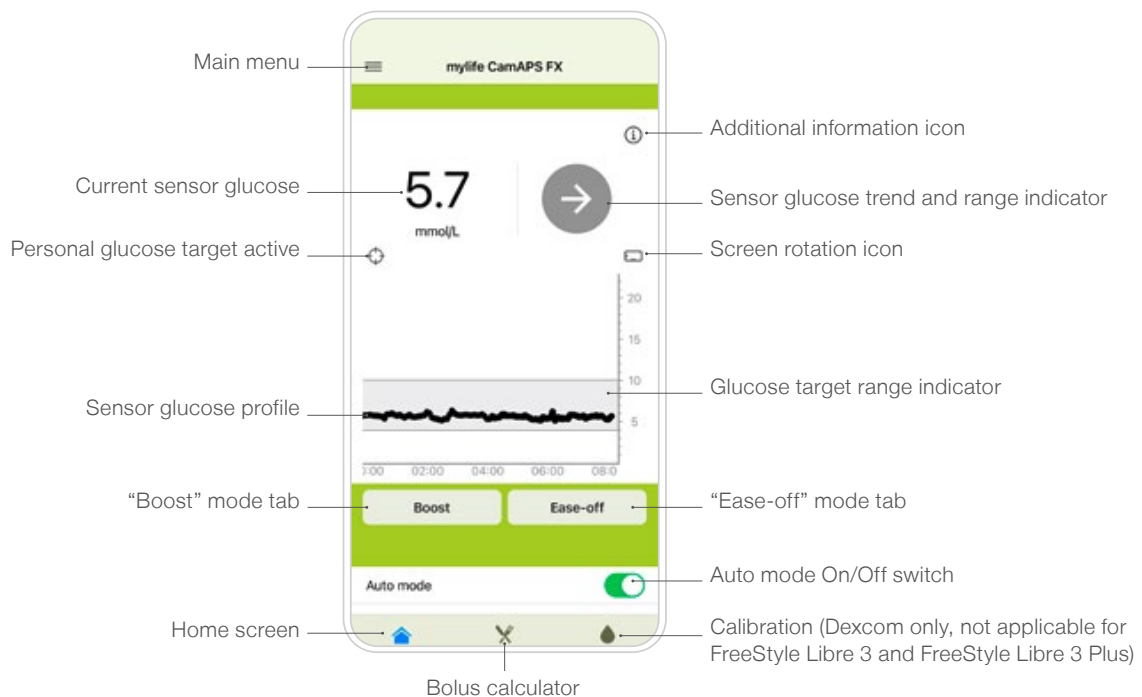 Main menu
mylife CamAPS FX
Additional information icon
Current sensor glucose
5.7
mmol/L
Sensor glucose trend and range indicator
Personal glucose target active
Screen rotation icon
20
15
10
5
Glucose target range indicator
Sensor glucose profile
0:00 02:00 04:00 06:00 08:0
“Boost” mode tab
Boost
Ease-off
“Ease-off” mode tab
Auto mode
Auto mode On/Off switch
Home screen
Calibration (Dexcom only, not applicable for
FreeStyle Libre 3 and FreeStyle Libre 3 Plus)
Bolus calculator